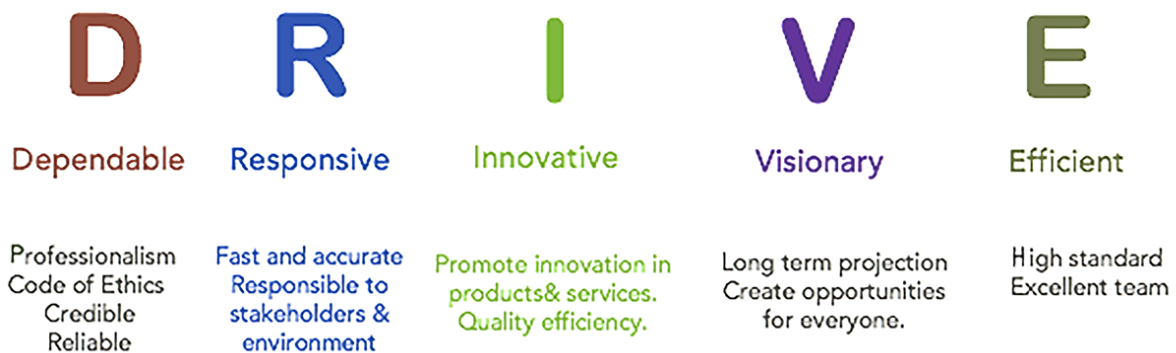 D R I V E
Dependable Responsive Innovative Visionary Efficient
Professionalism
Code of Ethics
Credible
Reliable
Fast and accurate
Responsible to
stakeholders &
environment
Promote innovation in
products& services.
Quality efficiency.
Long term projection
Create opportunities
for everyone.
High standard
Excellent team